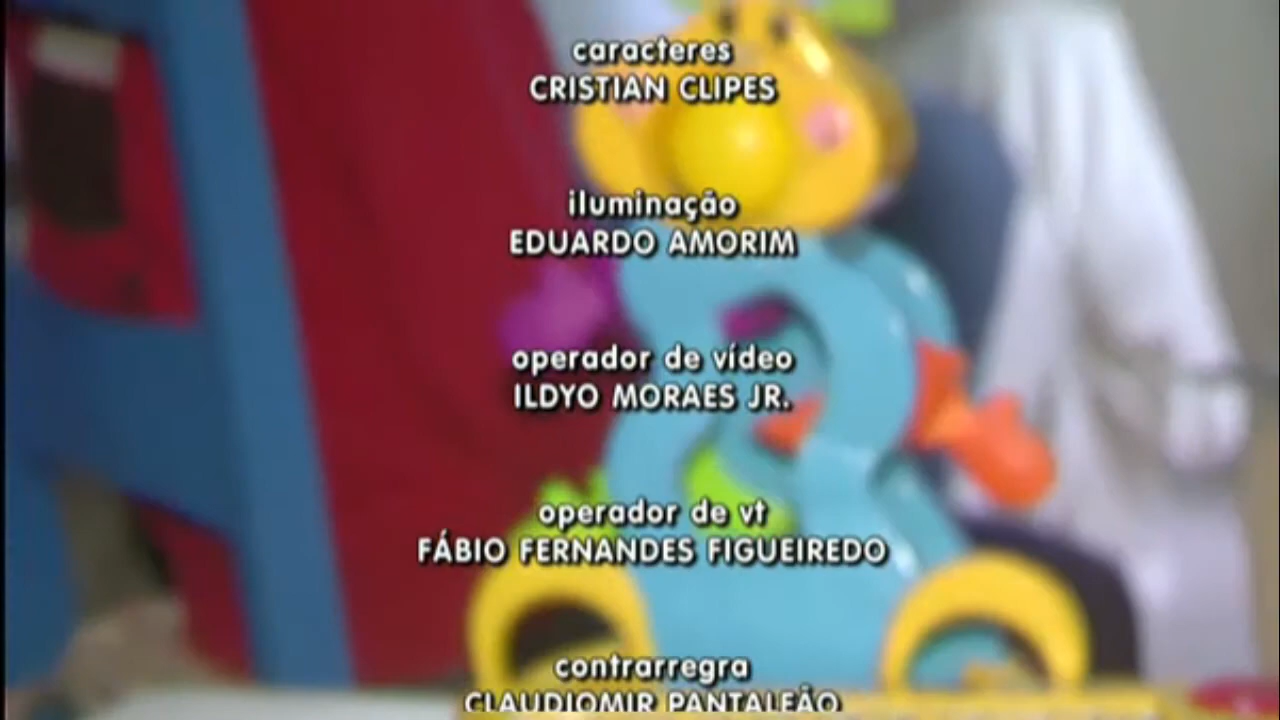 caracteres
CRISTIAN CLIPES
iluminação
EDUARDO AMORIM
operador de vídeo
ILDYO MORAES JR.
operador de vt
FÁBIO FERNANDES FIGUEIREDO
contrarregra
CLAUDIOMIR PANTALEÃO